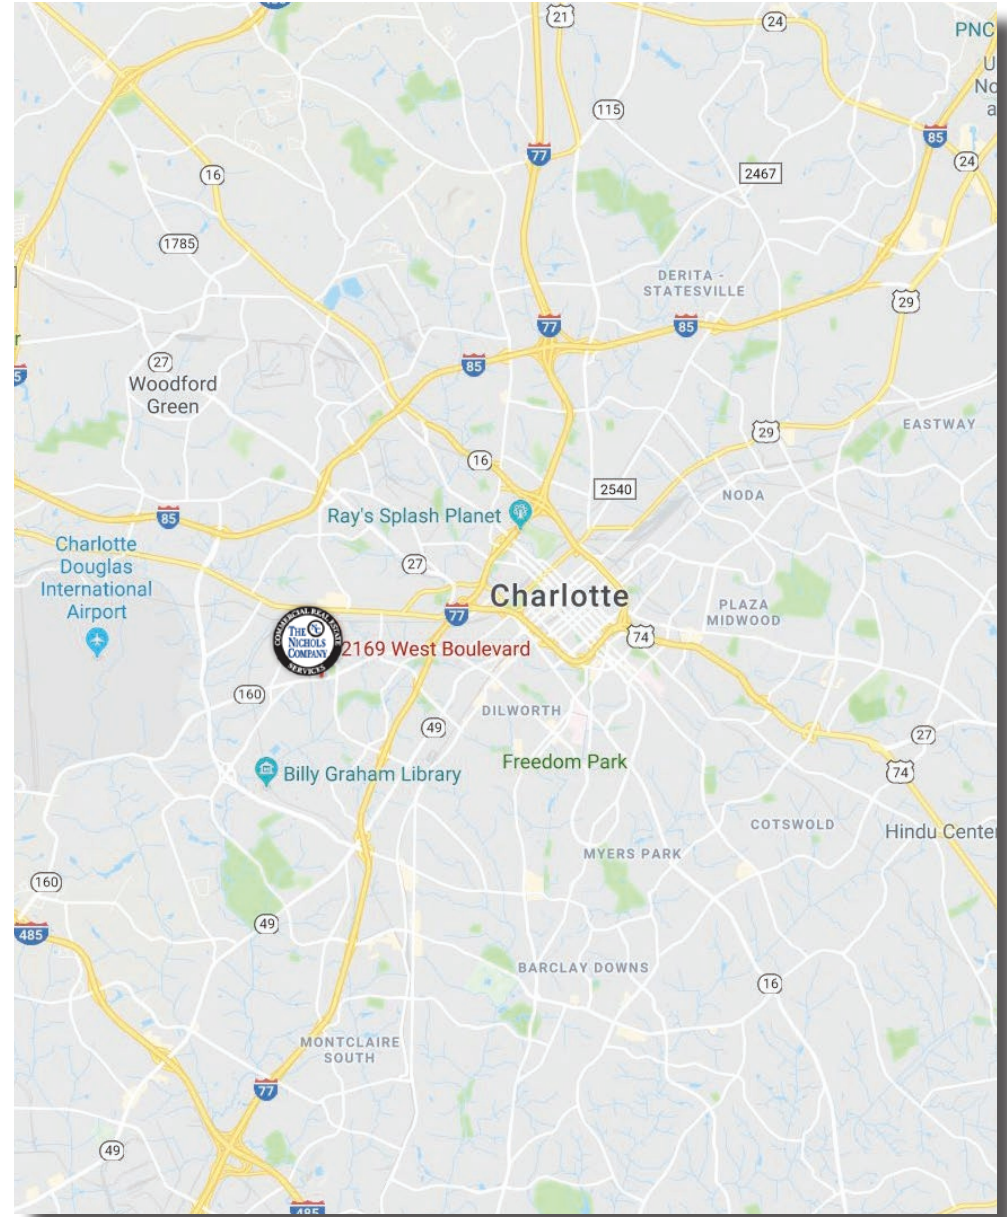 21
24
PNC
U
No
a
115
77
85
24
2467
16
1785
DERITA -
STATESVILLE
29
77
85
r
27
85
5
Woodford
Green
29
EASTWAY
16
2540
NODA
Ray's Splash Planet
85
Charlotte
Douglas
International
Airport
27
Charlotte
77
PLAZA
MIDWOOD
COMMERCIAL REAL ESTATE
THE
NICHOLS
COMPANY
SERVICES
74
2169 West Boulevard
160
DILWORTH
49
27
Freedom Park
Billy Graham Library
74
COTSWOLD
Hindu Center
MYERS PARK
160
49
485
BARCLAY DOWNS
16
MONTCLAIRE
SOUTH
77
49
485